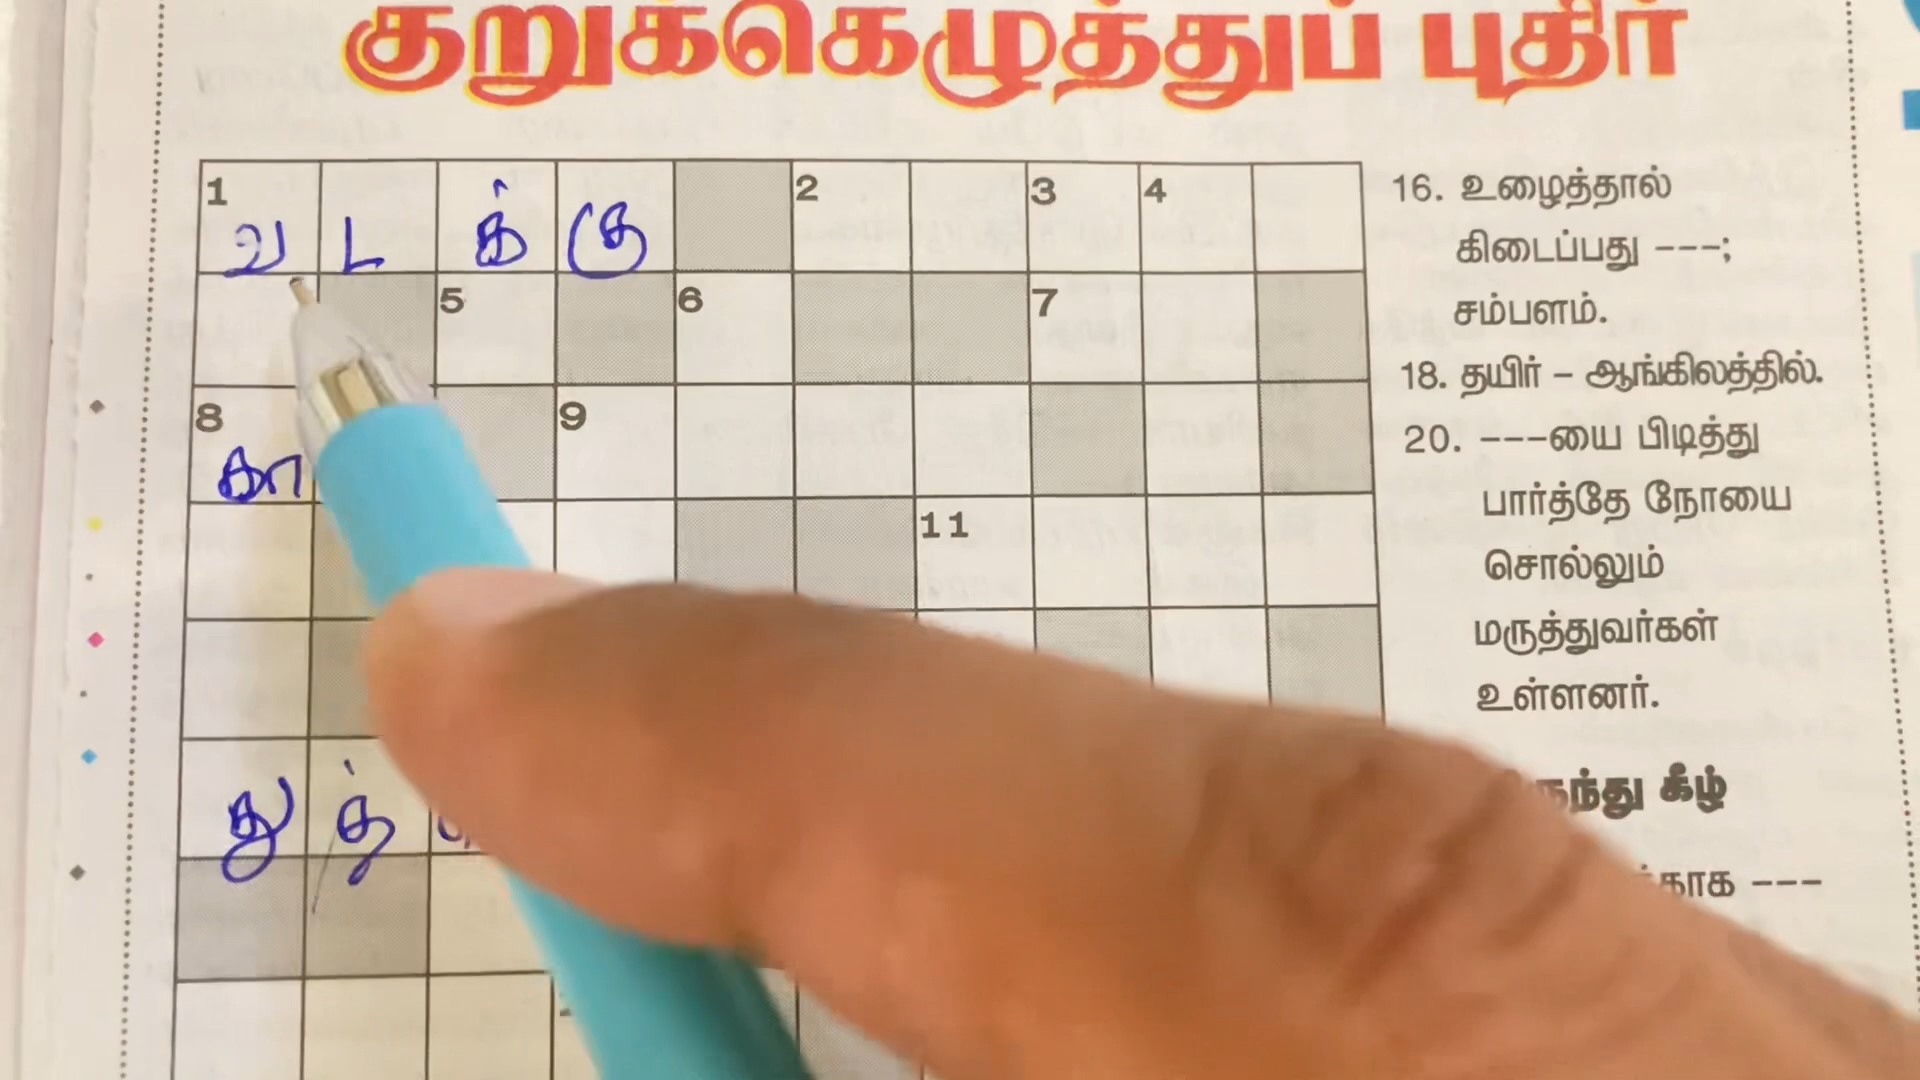 குறுக்கெழுத்துப் புதிர்
1 2 3 4
வ ட க் கு
5 6 7
8 9
கா
11
து த்
16. உழைத்தால்
கிடைப்பது ---;
சம்பளம்.
18. தயிர் – ஆங்கிலத்தில்.
20. ---யை பிடித்து
பார்த்தே நோயை
சொல்லும்
மருத்துவர்கள்
உள்ளனர்.
கீழ்
---